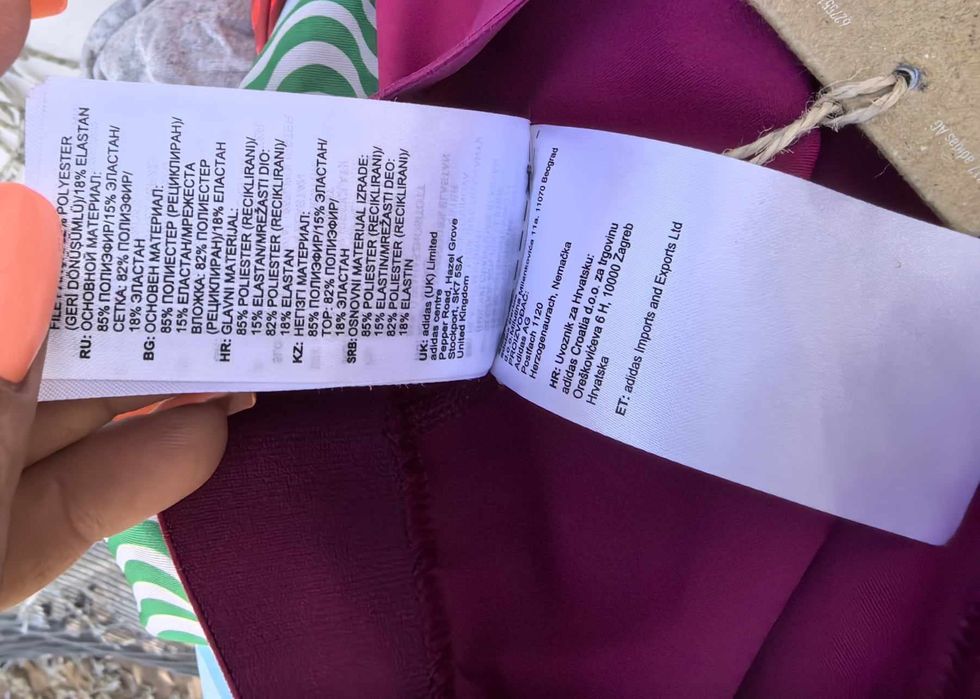 POLYESTER
(GERİ DÖNÜŞÜMLÜ)/18% ELASTAN
RU: ОСНОВНОЙ МАТЕРИАЛ:
85% ПОЛИЭФИР/15% ЭЛАСТАН/
СЕТКА: 82% ПОЛИЭФИР/
18% ЭЛАСТАН
BG: ОСНОВЕН МАТЕРИАЛ:
85% ПОЛИЕСТЕР (РЕЦИКЛИРАН)/
15% ЕЛАСТАН/МРЕЖЕСТА
ВЛОЖКА: 82% ПОЛИЕСТЕР
(РЕЦИКЛИРАН)/18% ЕЛАСТАН
HR: GLAVNI MATERIJAL:
85% POLIESTER (RECIKLIRANI)/
15% ELASTAN/MREŽASTI DIO:
82% POLIESTER (RECIKLIRANI)/
18% ELASTAN
KZ: НЕГІЗГІ МАТЕРИАЛ:
85% ПОЛИЭФИР/15% ЭЛАСТАН/
ТОР: 82% ПОЛИЭФИР/
18% ЭЛАСТАН
SRB: OSNOVNI MATERIJAL IZRADE:
85% POLIESTER (RECIKLIRANI)/
15% ELASTIN/MREŽASTI DEO:
82% POLIESTER (RECIKLIRANI)/
18% ELASTIN
UK: adidas (UK) Limited
adidas centre
Pepper Road, Hazel Grove
Stockport, SK7 5SA
United Kingdom
Milentija 11a, 11070 Beograd
PROIZVOĐAČ:
Adidas AG
Postfach 1120
Herzogenaurach, Nemačka
HR: Uvoznik za Hrvatsku:
adidas Croatia d.o.o. za trgovinu
Oreškovićeva 6 H, 10000 Zagreb
Hrvatska
ET: adidas Imports and Exports Ltd
adidas AG